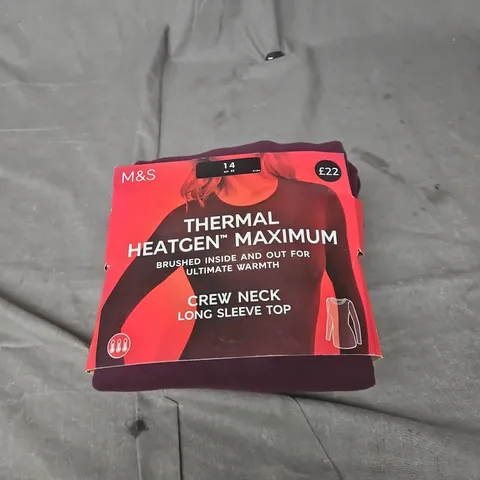 14
M&S
£22
THERMAL
HEATGEN™ MAXIMUM
BRUSHED INSIDE AND OUT FOR
ULTIMATE WARMTH
CREW NECK
LONG SLEEVE TOP